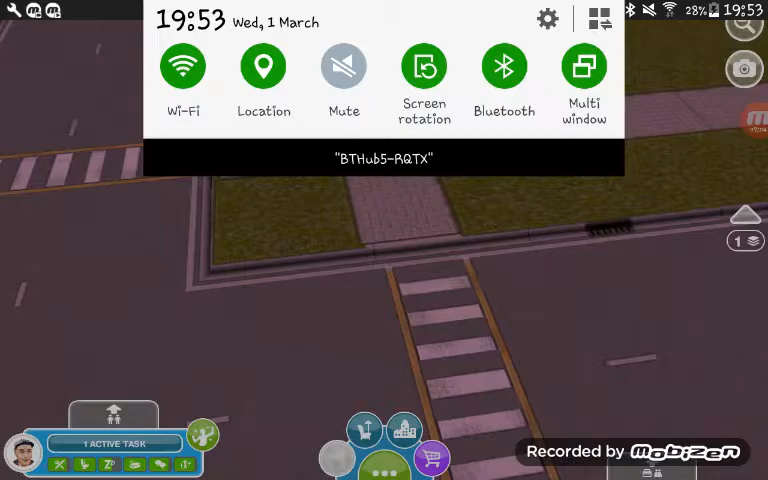 19:53 Wed, 1 March
28% 19:53
Wi-Fi
Location
Mute
Screen
rotation
Bluetooth
Multi
window
"BTHub5-RQTX"
1
1 ACTIVE TASK
Recorded by Mobizen